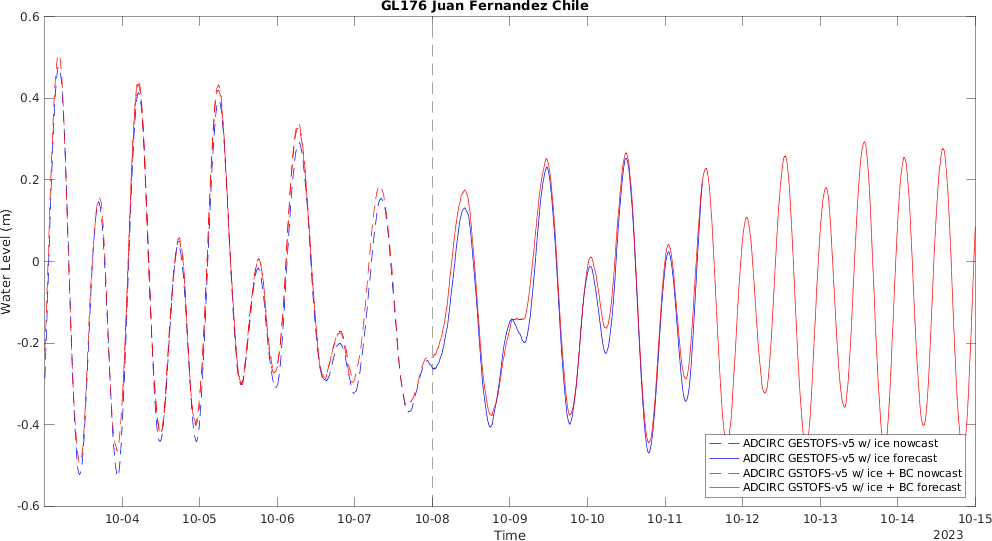 GL176 Juan Fernandez Chile
0.6
0.4
0.2
0
-0.2
-0.4
-0.6
Water Level (m)
10-04 10-05 10-06 10-07 10-08 10-09 10-10 10-11 10-12 10-13 10-14 10-15
Time
2023
ADCIRC GESTOFS-v5 w/ ice nowcast
ADCIRC GESTOFS-v5 w/ ice forecast
ADCIRC GSTOFS-v5 w/ ice + BC nowcast
ADCIRC GSTOFS-v5 w/ ice + BC forecast